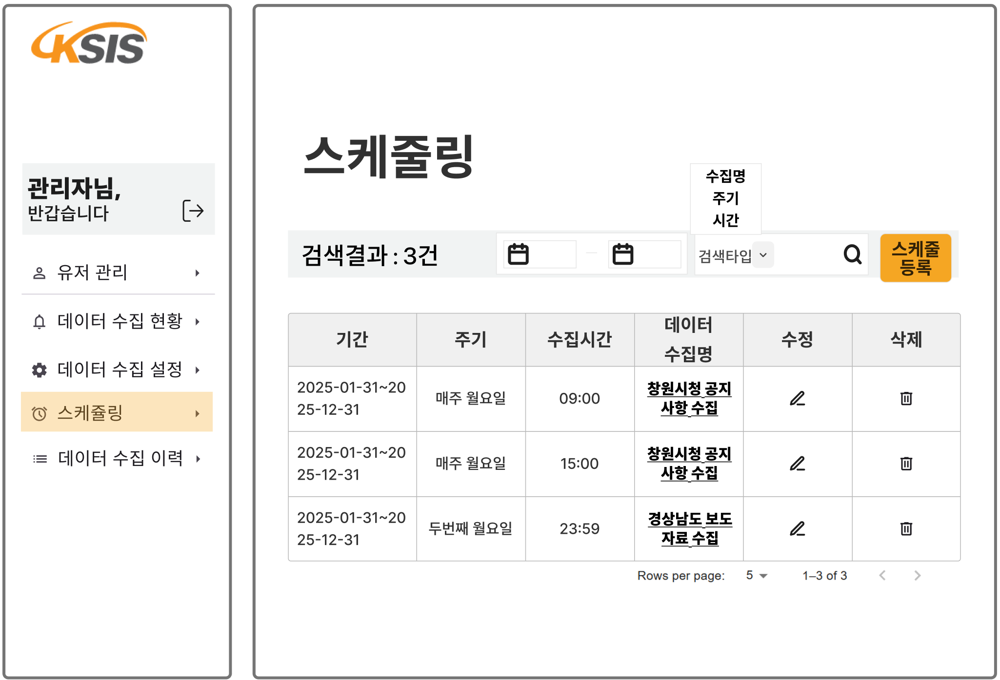 KSIS
관리자님,
반갑습니다
유저 관리
데이터 수집 현황
데이터 수집 설정
스케쥴링
데이터 수집 이력
스케줄링
수집명
주기
시간
검색결과 : 3건
검색타입
스케줄
등록
기간 주기 수집시간 데이터 수정 삭제
수집명
2025-01-31~20
25-12-31
매주 월요일
09:00
창원시청 공지
사항 수집
2025-01-31~20
25-12-31
매주 월요일
15:00
창원시청 공지
사항 수집
2025-01-31~20
25-12-31
두번째 월요일
23:59
경상남도 보도
자료 수집
Rows per page: 5 1–3 of 3